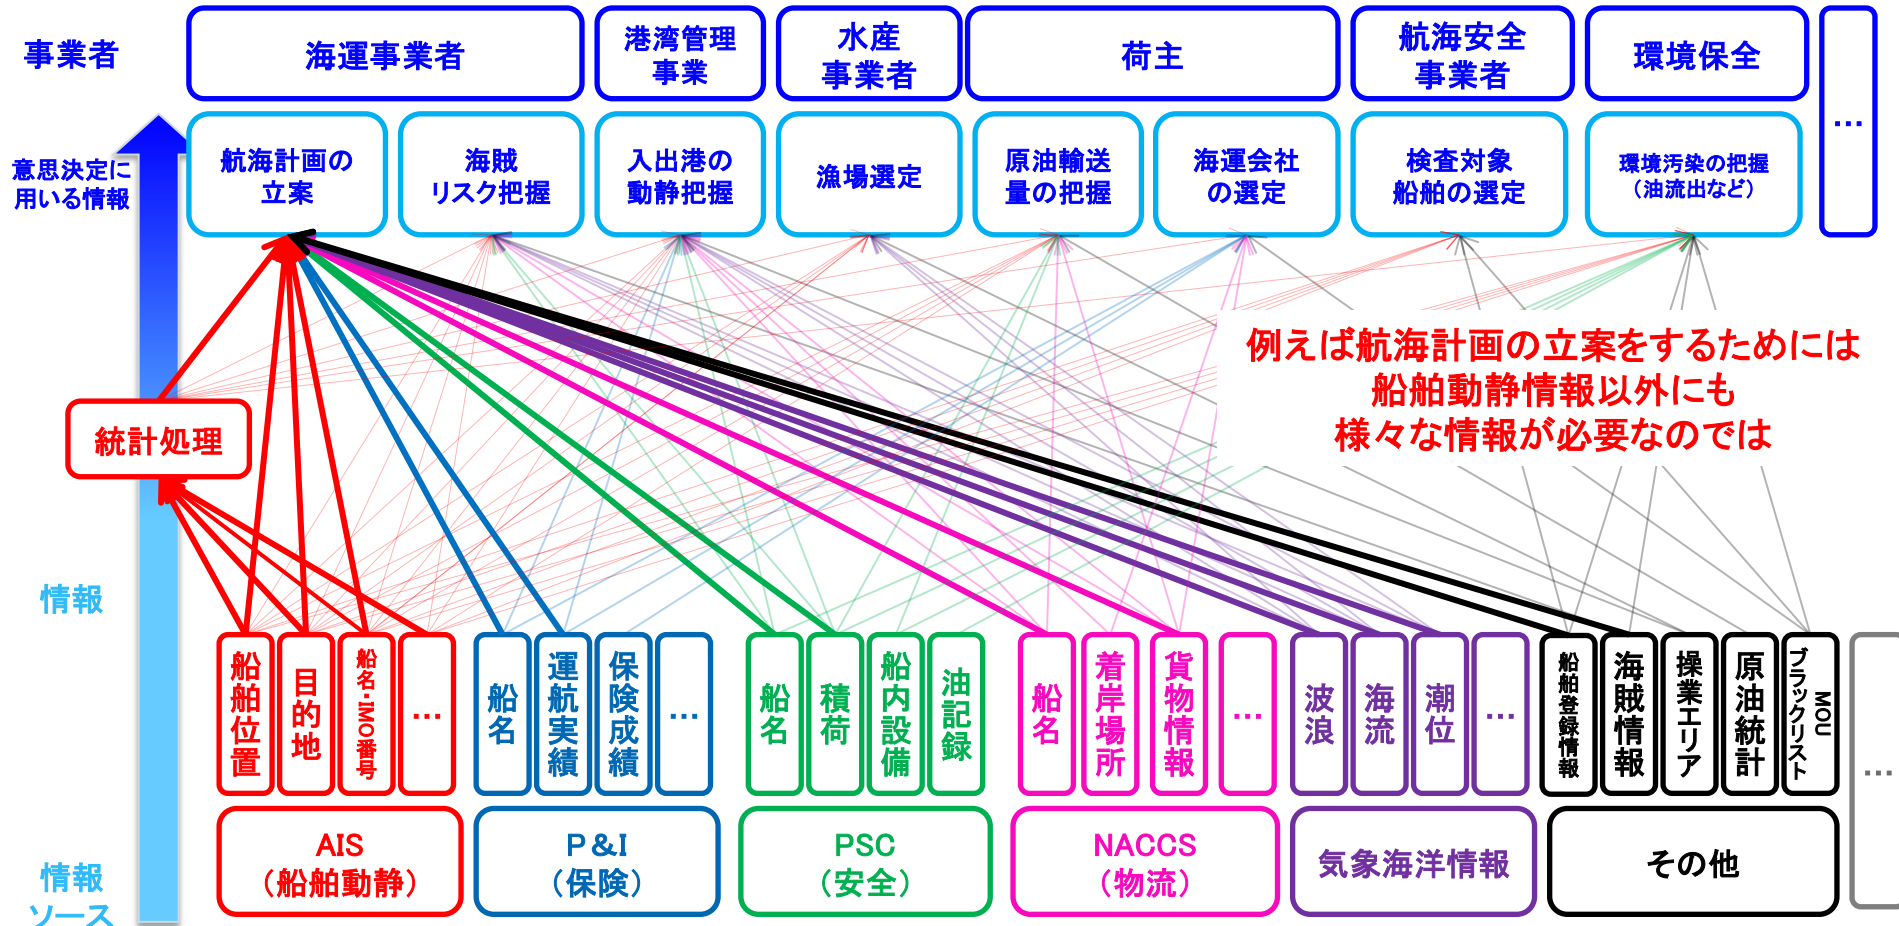 事業者
海運事業者
港湾管理
事業
水産
事業者
荷主
航海安全
事業者
環境保全
…
意思決定に
用いる情報
航海計画の
立案
海賊
リスク把握
入出港の
動静把握
漁場選定
原油輸送
量の把握
海運会社
の選定
検査対象
船舶の選定
環境汚染の把握
（油流出など）
例えば航海計画の立案をするためには
船舶動静情報以外にも
様々な情報が必要なのでは
統計処理
情報
船舶位置
目的地
船名・IMO番号
…
船名
運航実績
保険成績
…
船名
積荷
船内設備
油記録
船名
着岸場所
貨物情報
…
波浪
海流
潮位
…
船舶登録情報
海賊情報
操業エリア
原油統計
MOU
ブラックリスト
…
情報
ソース
AIS
（船舶動静）
P＆I
（保険）
PSC
（安全）
NACCS
（物流）
気象海洋情報
その他